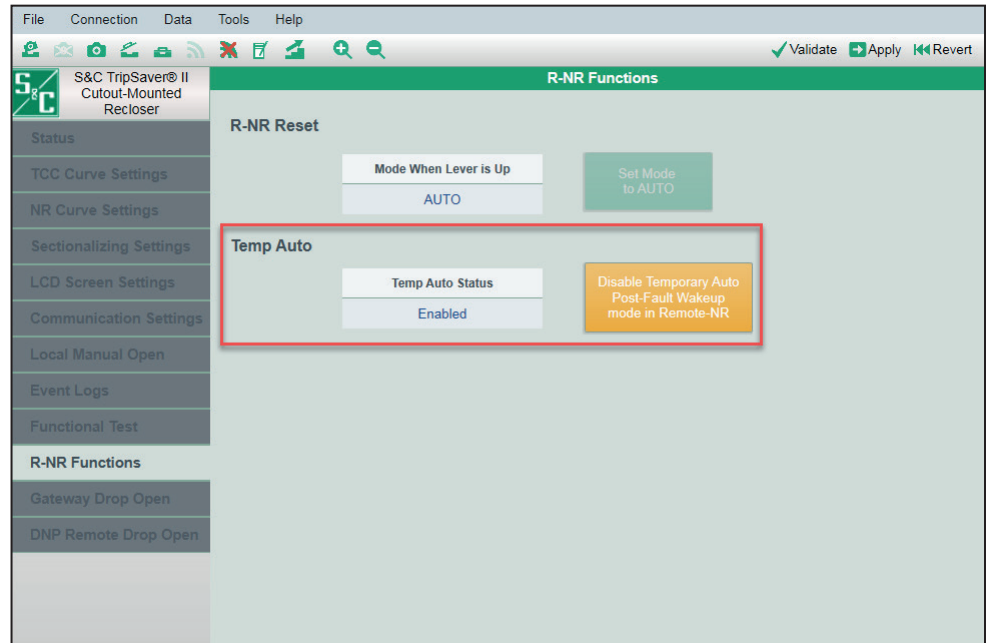 File Connection Data Tools Help
Validate Apply Revert
S&C
S&C TripSaver® II
Cutout-Mounted
Recloser
R-NR Functions
Status
TCC Curve Settings
NR Curve Settings
Sectionalizing Settings
LCD Screen Settings
Communication Settings
Local Manual Open
Event Logs
Functional Test
R-NR Functions
Gateway Drop Open
DNP Remote Drop Open
R-NR Reset
Mode When Lever is Up
AUTO
Set Mode
to AUTO
Temp Auto
Temp Auto Status
Enabled
Disable Temporary Auto
Post-Fault Wakeup
mode in Remote-NR